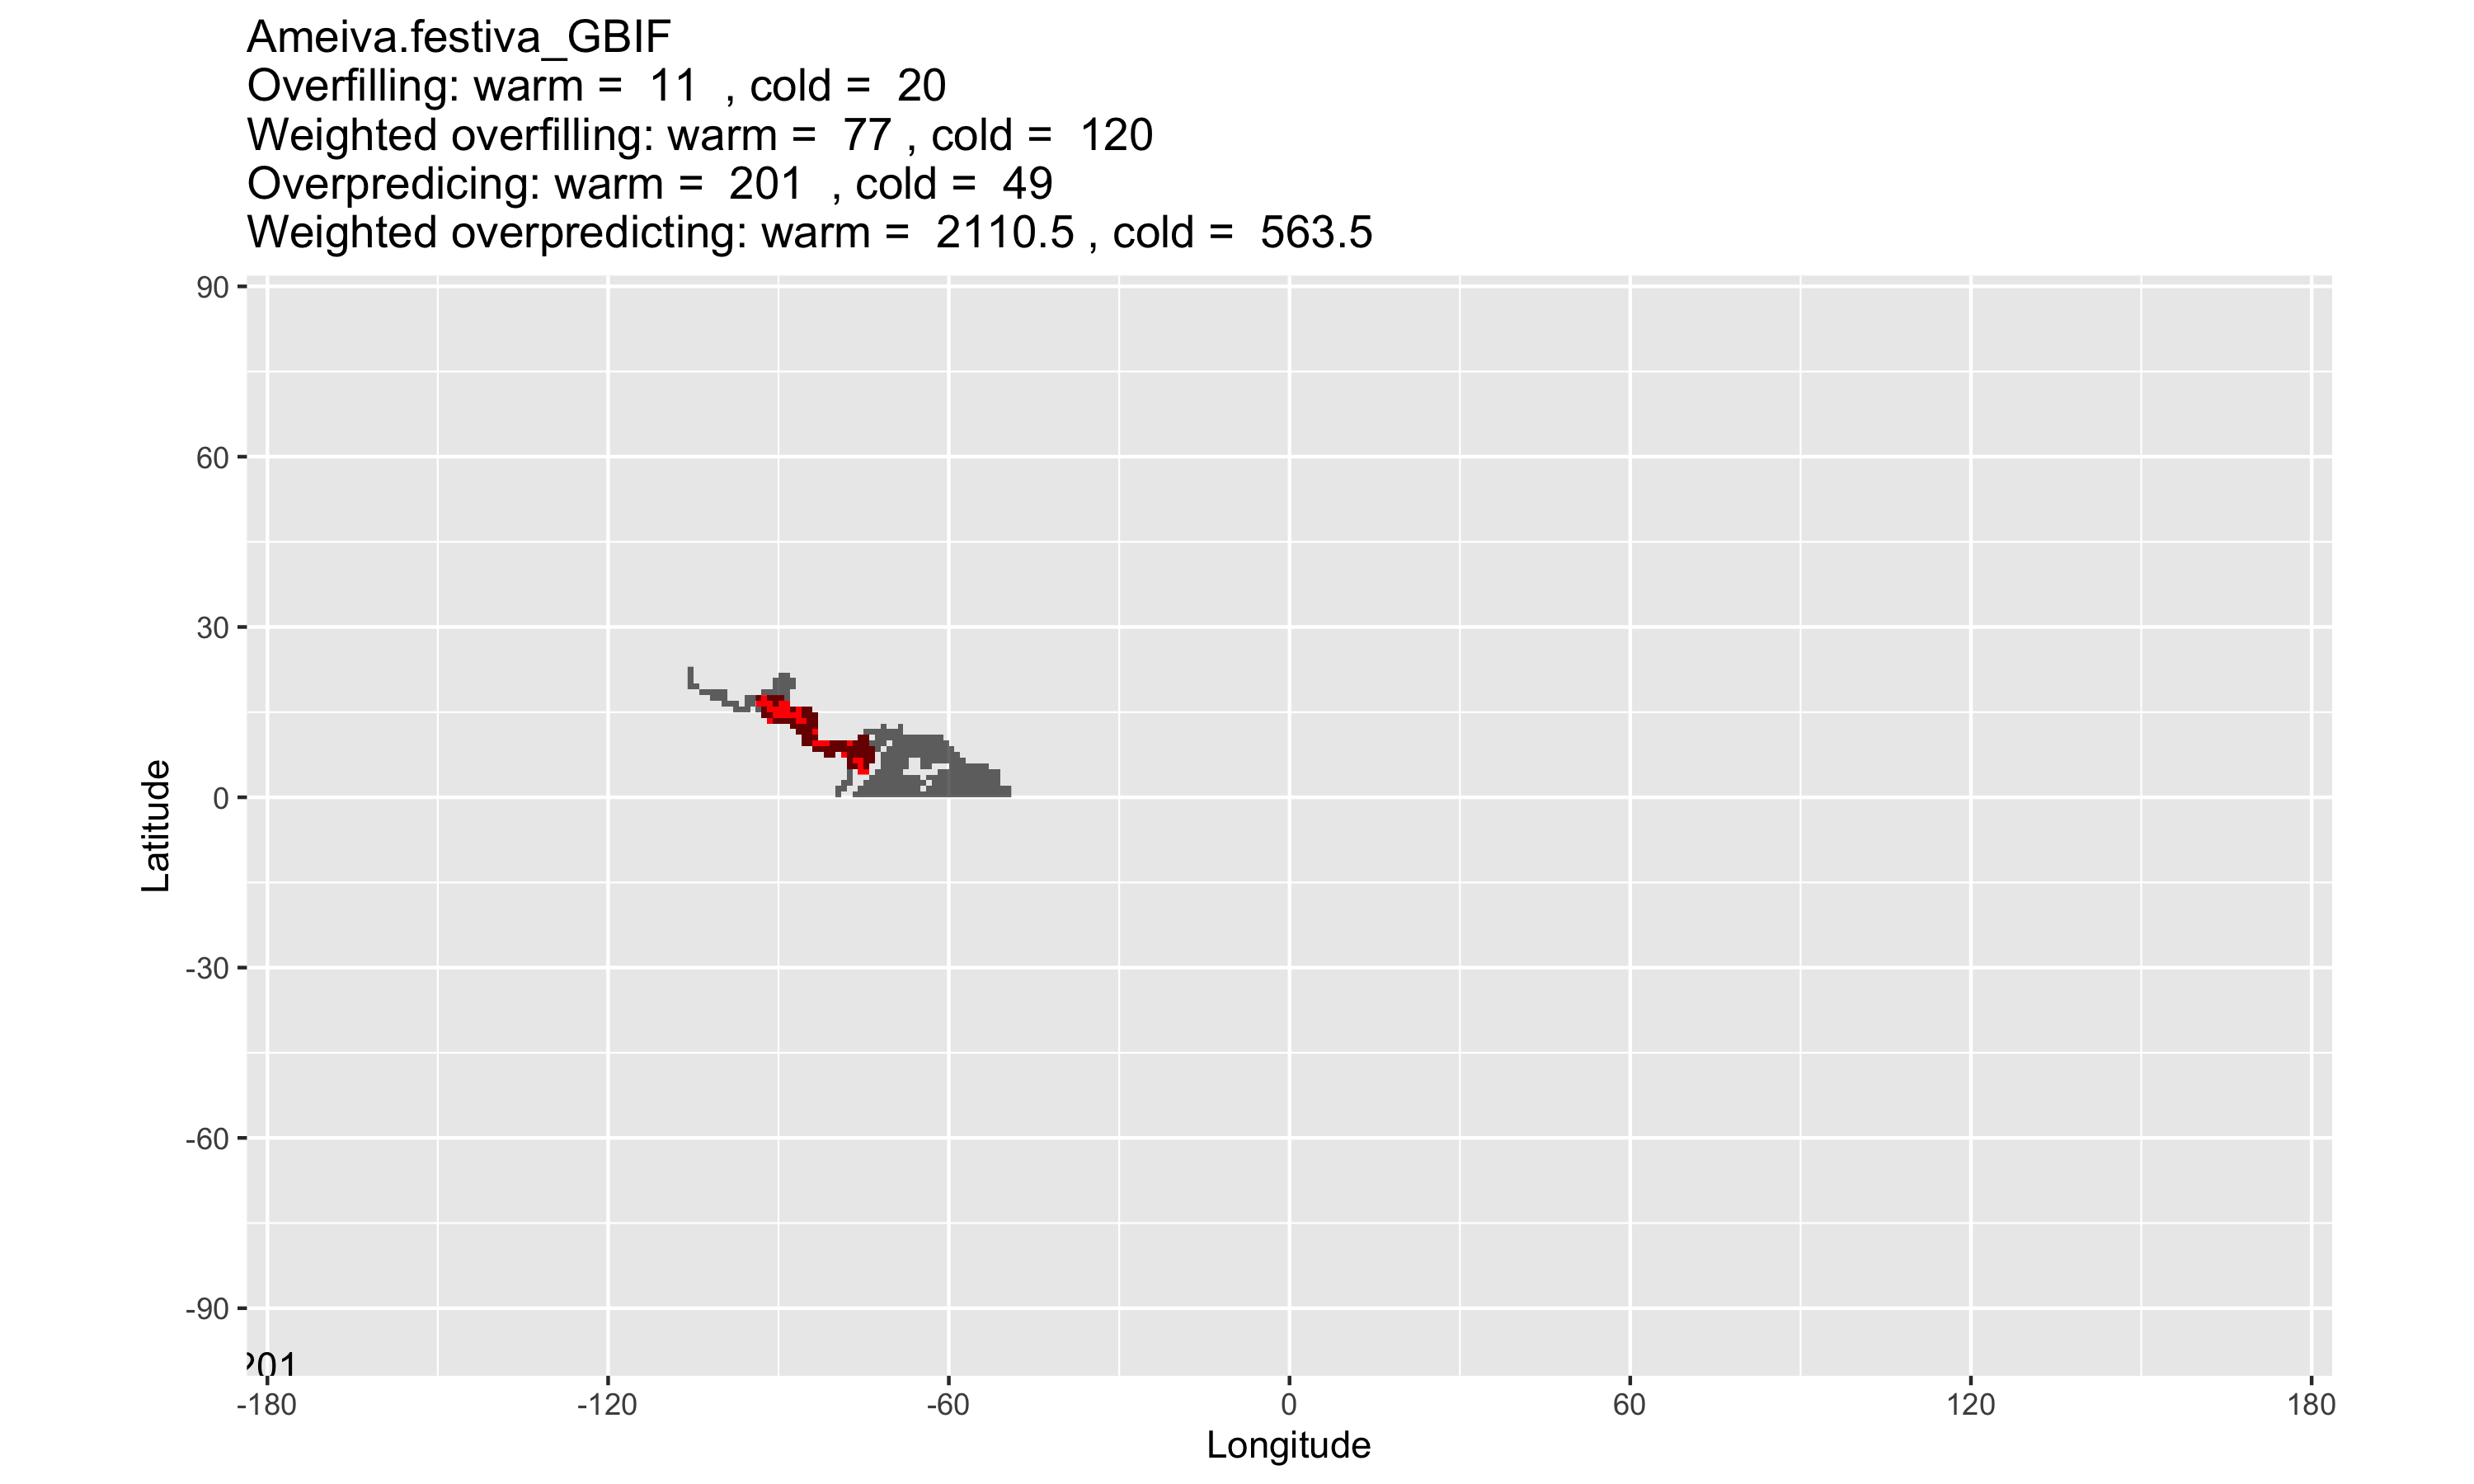 Ameiva.festiva_GBIF
Overfilling: warm =  11  , cold =  20
Weighted overfilling: warm =  77 , cold =  120
Overpredicing: warm =  201  , cold =  49
Weighted overpredicting: warm =  2110.5 , cold =  563.5
90
60
30
0
-30
-60
-90
Latitude
201
-180
-120
-60
0
60
120
180
Longitude